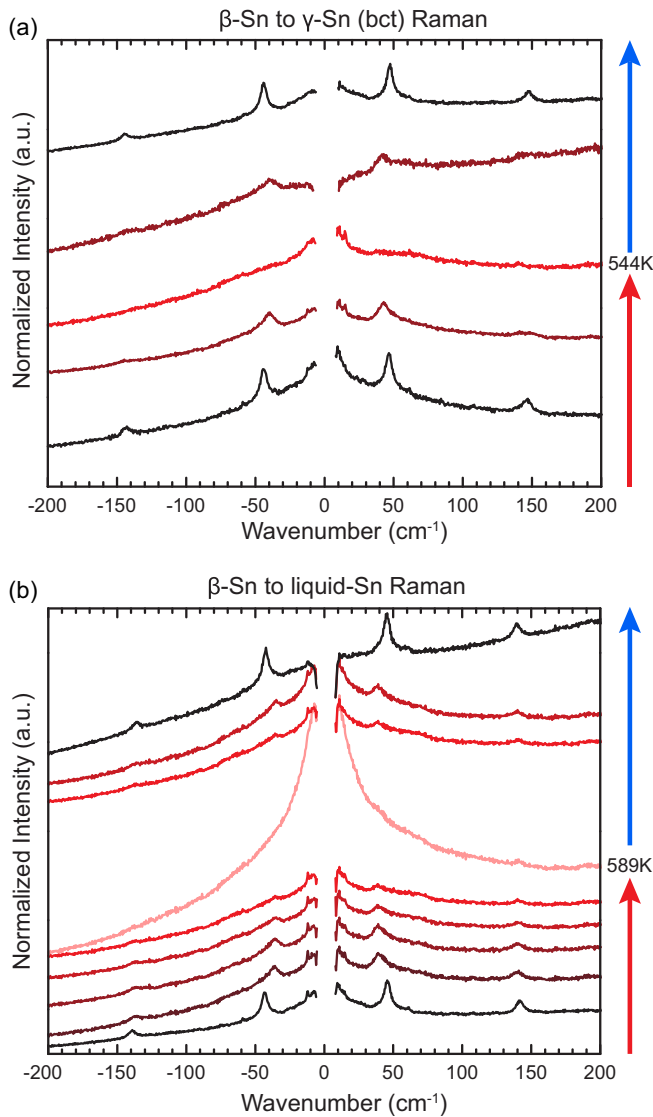 (a)
β-Sn to γ-Sn (bct) Raman
Normalized Intensity (a.u.)
544K
-200 -150 -100 -50 0 50 100 150 200
Wavenumber (cm⁻¹)
(b)
β-Sn to liquid-Sn Raman
Normalized Intensity (a.u.)
589K
-200 -150 -100 -50 0 50 100 150 200
Wavenumber (cm⁻¹)